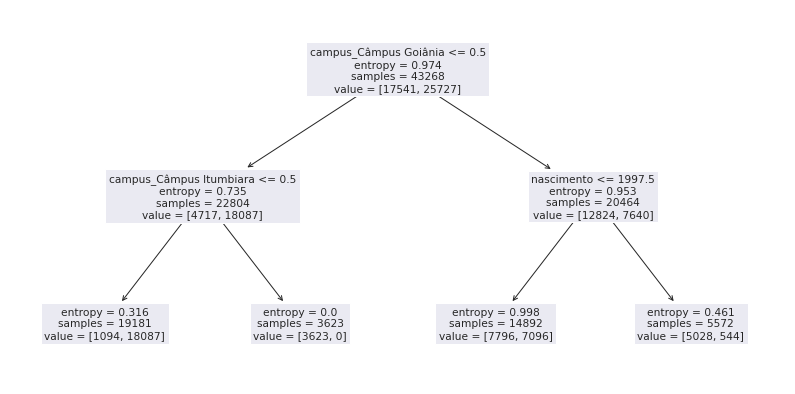 campus_Câmpus Goiânia <= 0.5
entropy = 0.974
samples = 43268
value = [17541, 25727]
campus_Câmpus Itumbiara <= 0.5
entropy = 0.735
samples = 22804
value = [4717, 18087]
nascimento <= 1997.5
entropy = 0.953
samples = 20464
value = [12824, 7640]
entropy = 0.316
samples = 19181
value = [1094, 18087]
entropy = 0.0
samples = 3623
value = [3623, 0]
entropy = 0.998
samples = 14892
value = [7796, 7096]
entropy = 0.461
samples = 5572
value = [5028, 544]